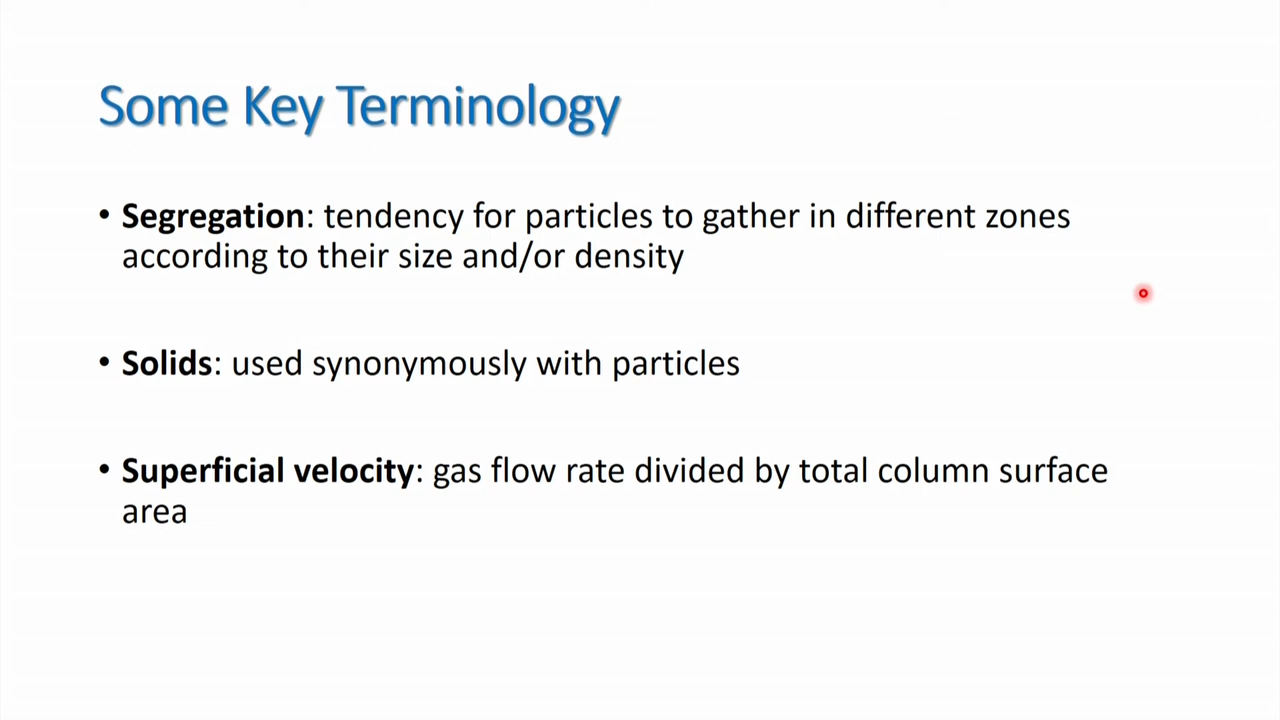 Some Key Terminology
• Segregation: tendency for particles to gather in different zones
according to their size and/or density
• Solids: used synonymously with particles
• Superficial velocity: gas flow rate divided by total column surface
area